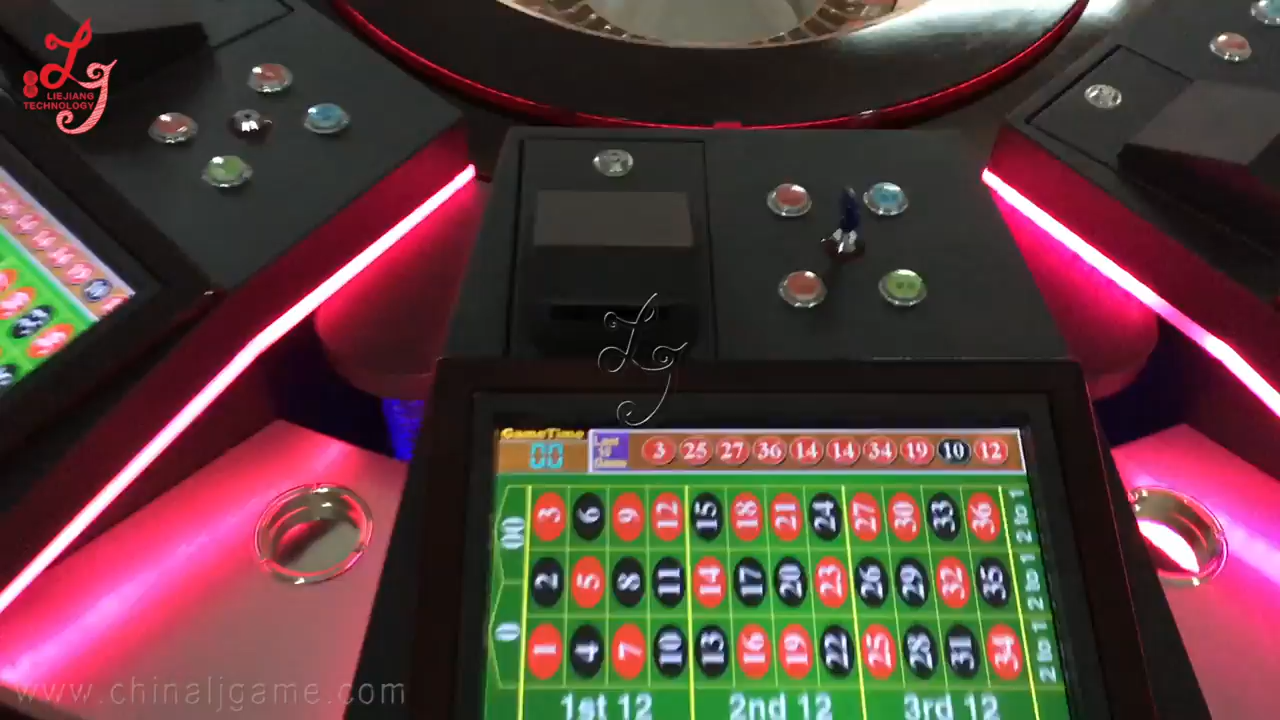 LJ
LIEJIANG
TECHNOLOGY
LJ
GameTime
00
Last
10
Game
3 25 27 36 14 14 34 19 10 12
00 3 6 9 12 15 18 21 24 27 30 33 36 2 to 1
2 5 8 11 14 17 20 23 26 29 32 35 2 to 1
0 1 4 7 10 13 16 19 22 25 28 31 34 2 to 1
1st 12 2nd 12 3rd 12
www.chinaljgame.com